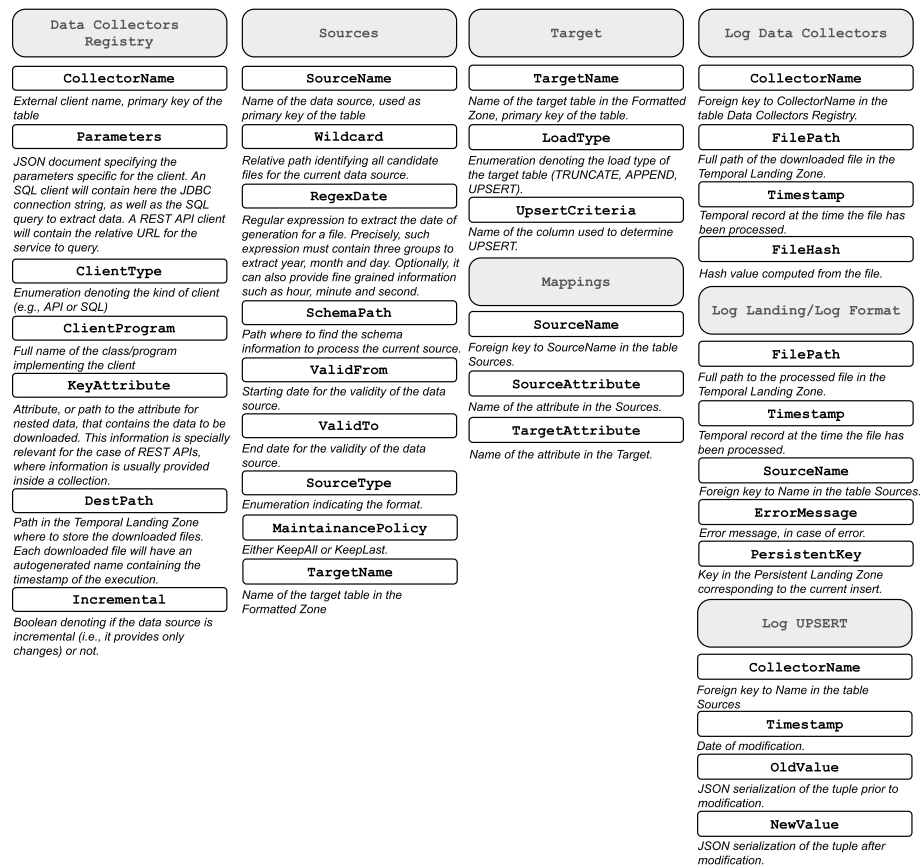 Data Collectors
Registry
CollectorName
External client name, primary key of the
table
Parameters
JSON document specifying the
parameters specific for the client. An
SQL client will contain here the JDBC
connection string, as well as the SQL
query to extract data. A REST API client
will contain the relative URL for the
service to query.
ClientType
Enumeration denoting the kind of client
(e.g., API or SQL)
ClientProgram
Full name of the class/program
implementing the client
KeyAttribute
Attribute, or path to the attribute for
nested data, that contains the data to be
downloaded. This information is specially
relevant for the case of REST APIs,
where information is usually provided
inside a collection.
DestPath
Path in the Temporal Landing Zone
where to store the downloaded files.
Each downloaded file will have an
autogenerated name containing the
timestamp of the execution.
Incremental
Boolean denoting if the data source is
incremental (i.e., it provides only
changes) or not.
Sources
SourceName
Name of the data source, used as
primary key of the table
Wildcard
Relative path identifying all candidate
files for the current data source.
RegexDate
Regular expression to extract the date of
generation for a file. Precisely, such
expression must contain three groups to
extract year, month and day. Optionally, it
can also provide fine grained information
such as hour, minute and second.
SchemaPath
Path where to find the schema
information to process the current source.
ValidFrom
Starting date for the validity of the data
source.
ValidTo
End date for the validity of the data
source.
SourceType
Enumeration indicating the format.
MaintainancePolicy
Either KeepAll or KeepLast.
TargetName
Name of the target table in the
Formatted Zone
Target
TargetName
Name of the target table in the Formatted
Zone, primary key of the table.
LoadType
Enumeration denoting the load type of
the target table (TRUNCATE, APPEND,
UPSERT).
UpsertCriteria
Name of the column used to determine
UPSERT.
Mappings
SourceName
Foreign key to SourceName in the table
Sources.
SourceAttribute
Name of the attribute in the Sources.
TargetAttribute
Name of the attribute in the Target.
Log Data Collectors
CollectorName
Foreign key to CollectorName in the
table Data Collectors Registry.
FilePath
Full path of the downloaded file in the
Temporal Landing Zone.
Timestamp
Temporal record at the time the file has
been processed.
FileHash
Hash value computed from the file.
Log Landing/Log Format
FilePath
Full path to the processed file in the
Temporal Landing Zone.
Timestamp
Temporal record at the time the file has
been processed.
SourceName
Foreign key to Name in the table Sources.
ErrorMessage
Error message, in case of error.
PersistentKey
Key in the Persistent Landing Zone
corresponding to the current insert.
Log UPSERT
CollectorName
Foreign key to Name in the table
Sources
Timestamp
Date of modification.
OldValue
JSON serialization of the tuple prior to
modification.
NewValue
JSON serialization of the tuple after
modification.